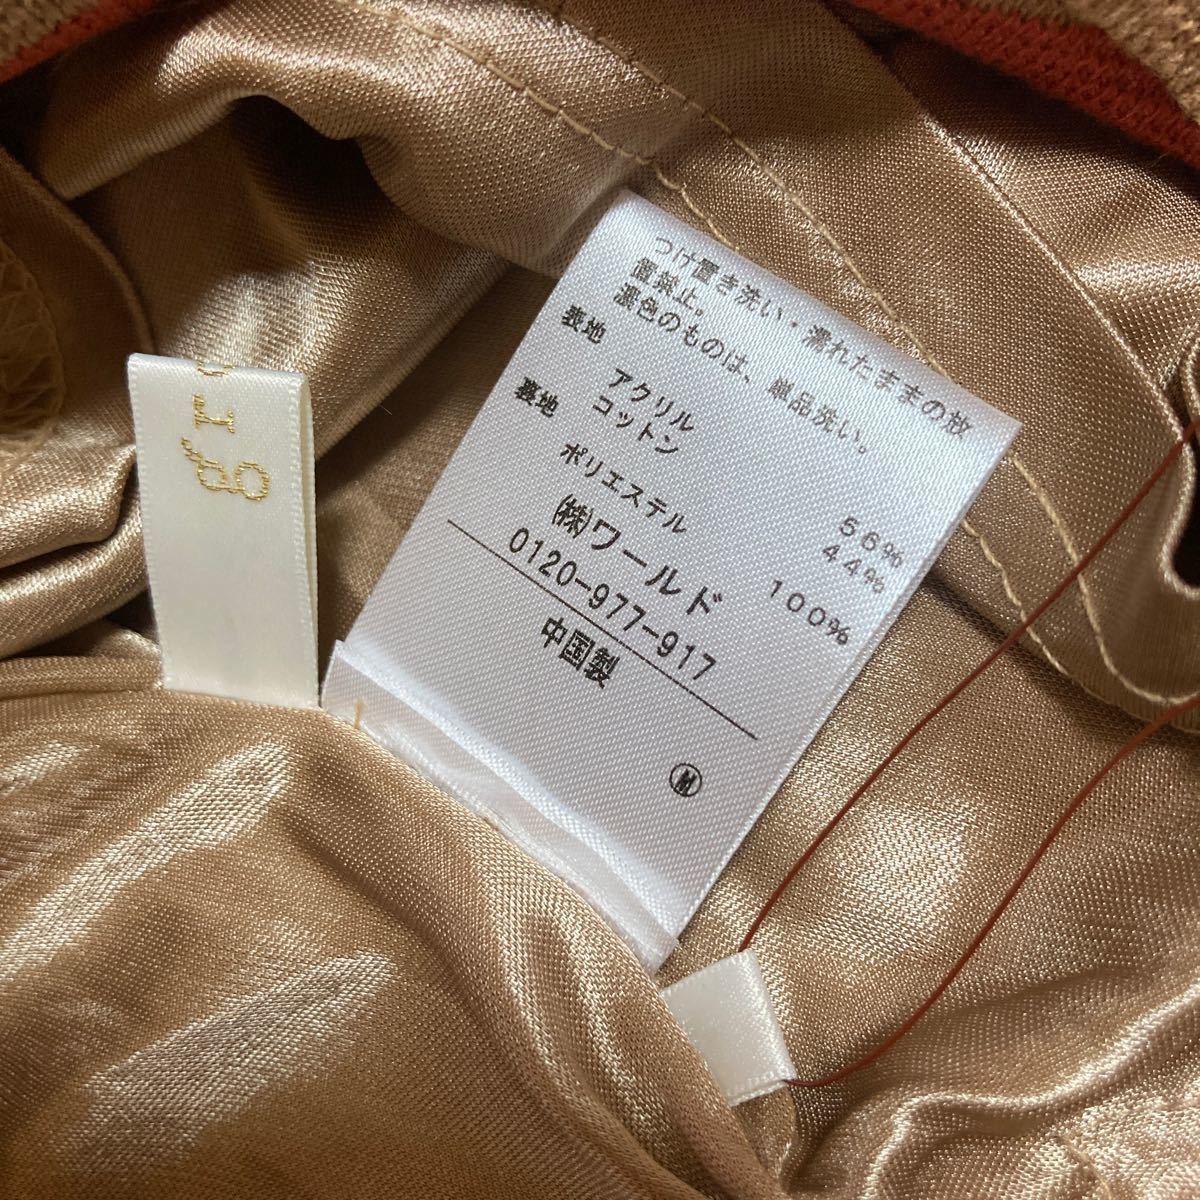 つけ置き洗い・濡れたままの放
置禁止。
濃色のものは、単品洗い。
表地 アクリル 56%
コットン 44%
裏地 ポリエステル 100%
㈱ワールド
0120-977-917
中国製
Ⓜ
gr